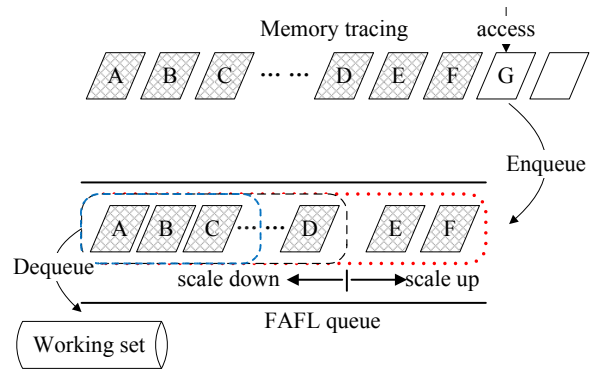 Memory tracing access
A B C ··· ··· D E F G
Enqueue
A B C ··· ··· D E F
Dequeue
scale down scale up
FAFL queue
Working set